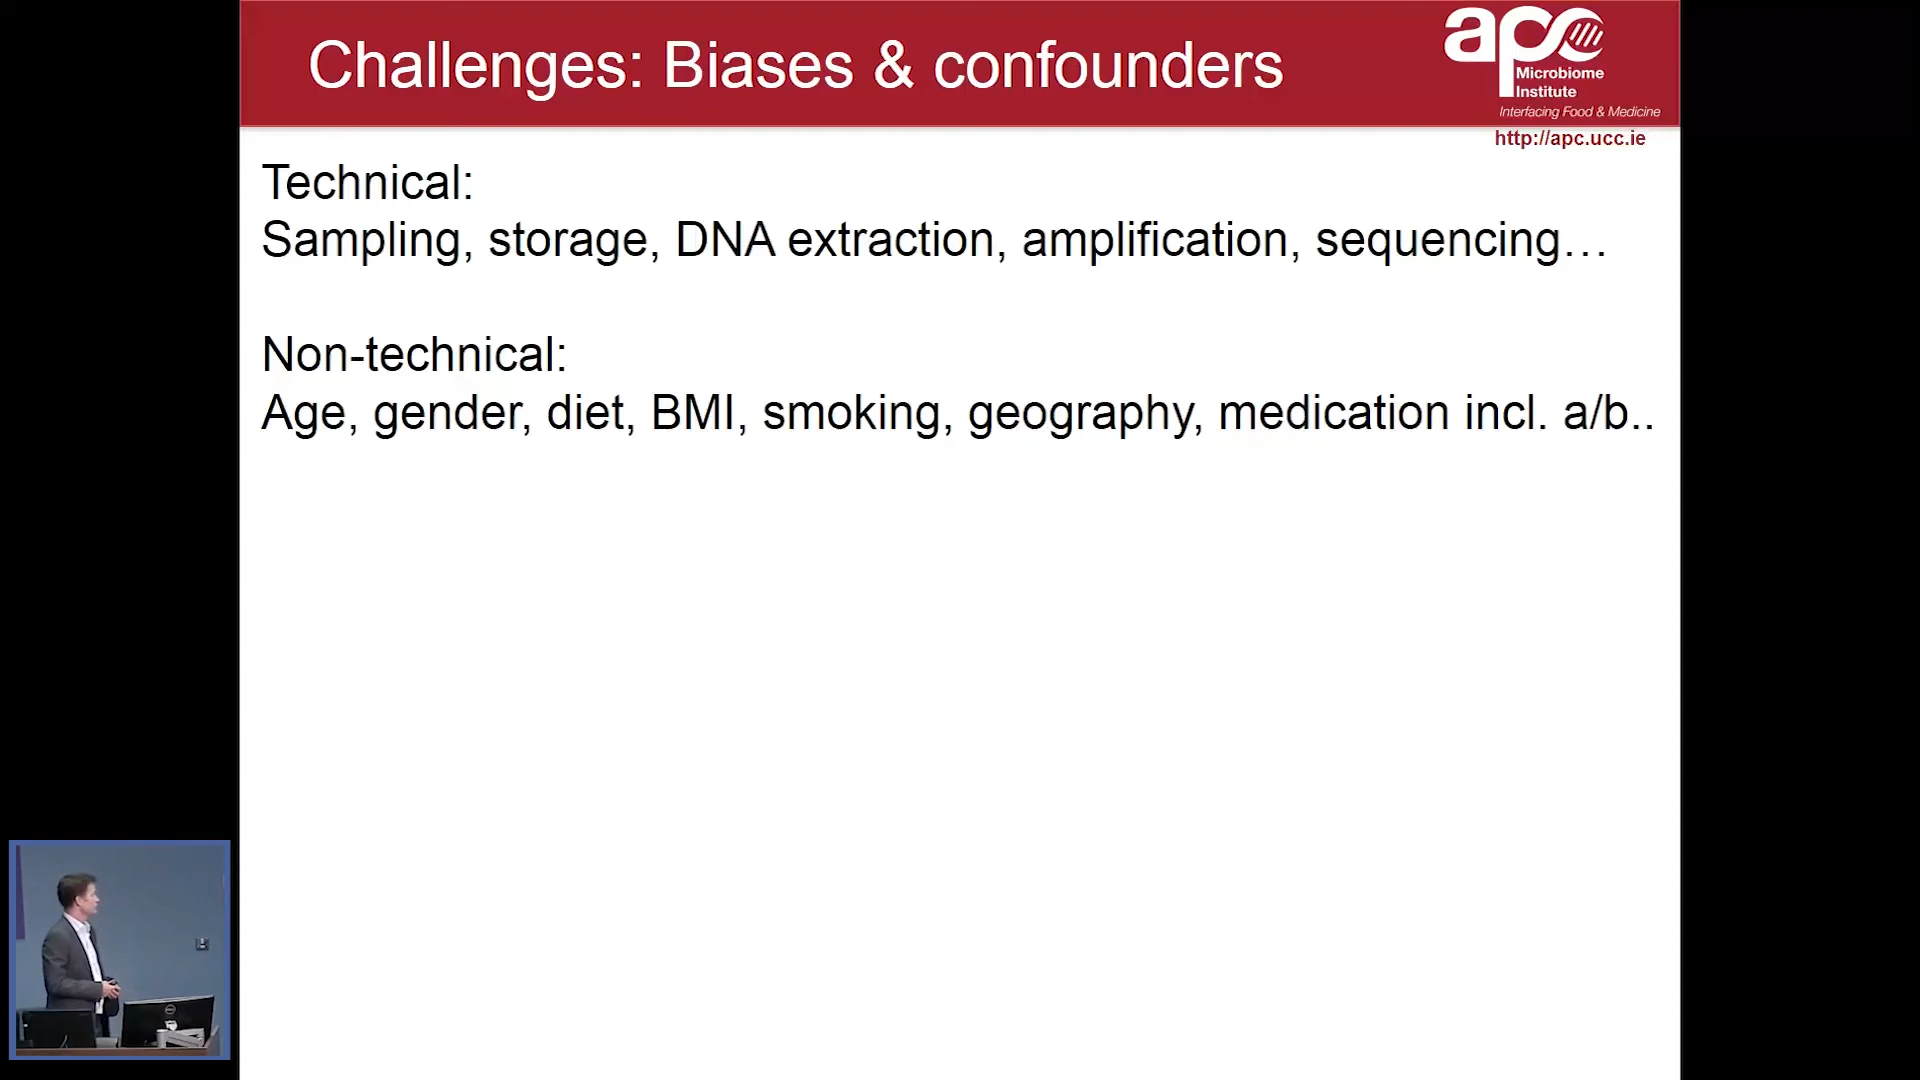 Challenges: Biases & confounders
apc
Microbiome
Institute
Interfacing Food & Medicine
http://apc.ucc.ie
Technical:
Sampling, storage, DNA extraction, amplification, sequencing…
Non-technical:
Age, gender, diet, BMI, smoking, geography, medication incl. a/b..